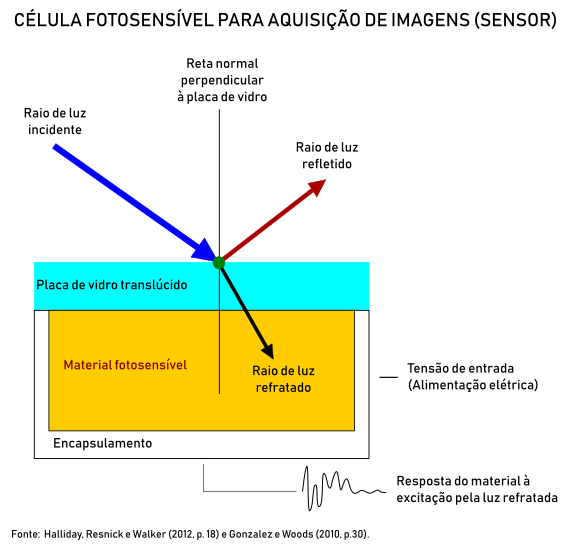 CÉLULA FOTOSENSÍVEL PARA AQUISIÇÃO DE IMAGENS (SENSOR)
Reta normal
perpendicular
à placa de vidro
Raio de luz
incidente
Raio de luz
refletido
Placa de vidro translúcido
Material fotosensível
Raio de luz
refratado
Tensão de entrada
(Alimentação elétrica)
Encapsulamento
Resposta do material à
excitação pela luz refratada
Fonte: Halliday, Resnick e Walker (2012, p. 18) e Gonzalez e Woods (2010, p.30).